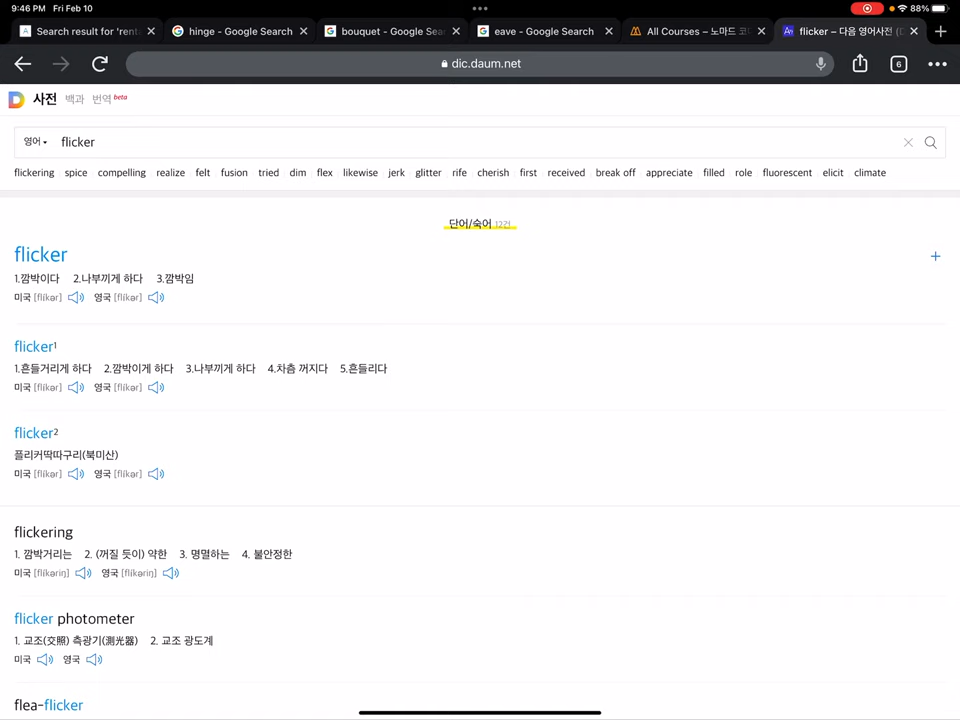 9:46 PM Fri Feb 10
88%
Search result for 'rent
hinge - Google Search
bouquet - Google Sea
eave - Google Search
All Courses – 노마드 코
flicker – 다음 영어사전 (D
dic.daum.net
6
사전 백과 번역 beta
영어 flicker
flickering spice compelling realize felt fusion tried dim flex likewise jerk glitter rife cherish first received break off appreciate filled role fluorescent elicit climate
단어/숙어 12건
flicker
1.깜박이다 2.나부끼게 하다 3.깜박임
미국 [flíkər] 영국 [flíkər]
flicker1
1.흔들거리게 하다 2.깜박이게 하다 3.나부끼게 하다 4.차츰 꺼지다 5.흔들리다
미국 [flíkər] 영국 [flíkər]
flicker2
플리커딱따구리(북미산)
미국 [flíkər] 영국 [flíkər]
flickering
1. 깜박거리는 2. (꺼질 듯이) 약한 3. 명멸하는 4. 불안정한
미국 [flíkəriŋ] 영국 [flíkəriŋ]
flicker photometer
1. 교조(交照) 측광기(測光器) 2. 교조 광도계
미국 영국
flea-flicker